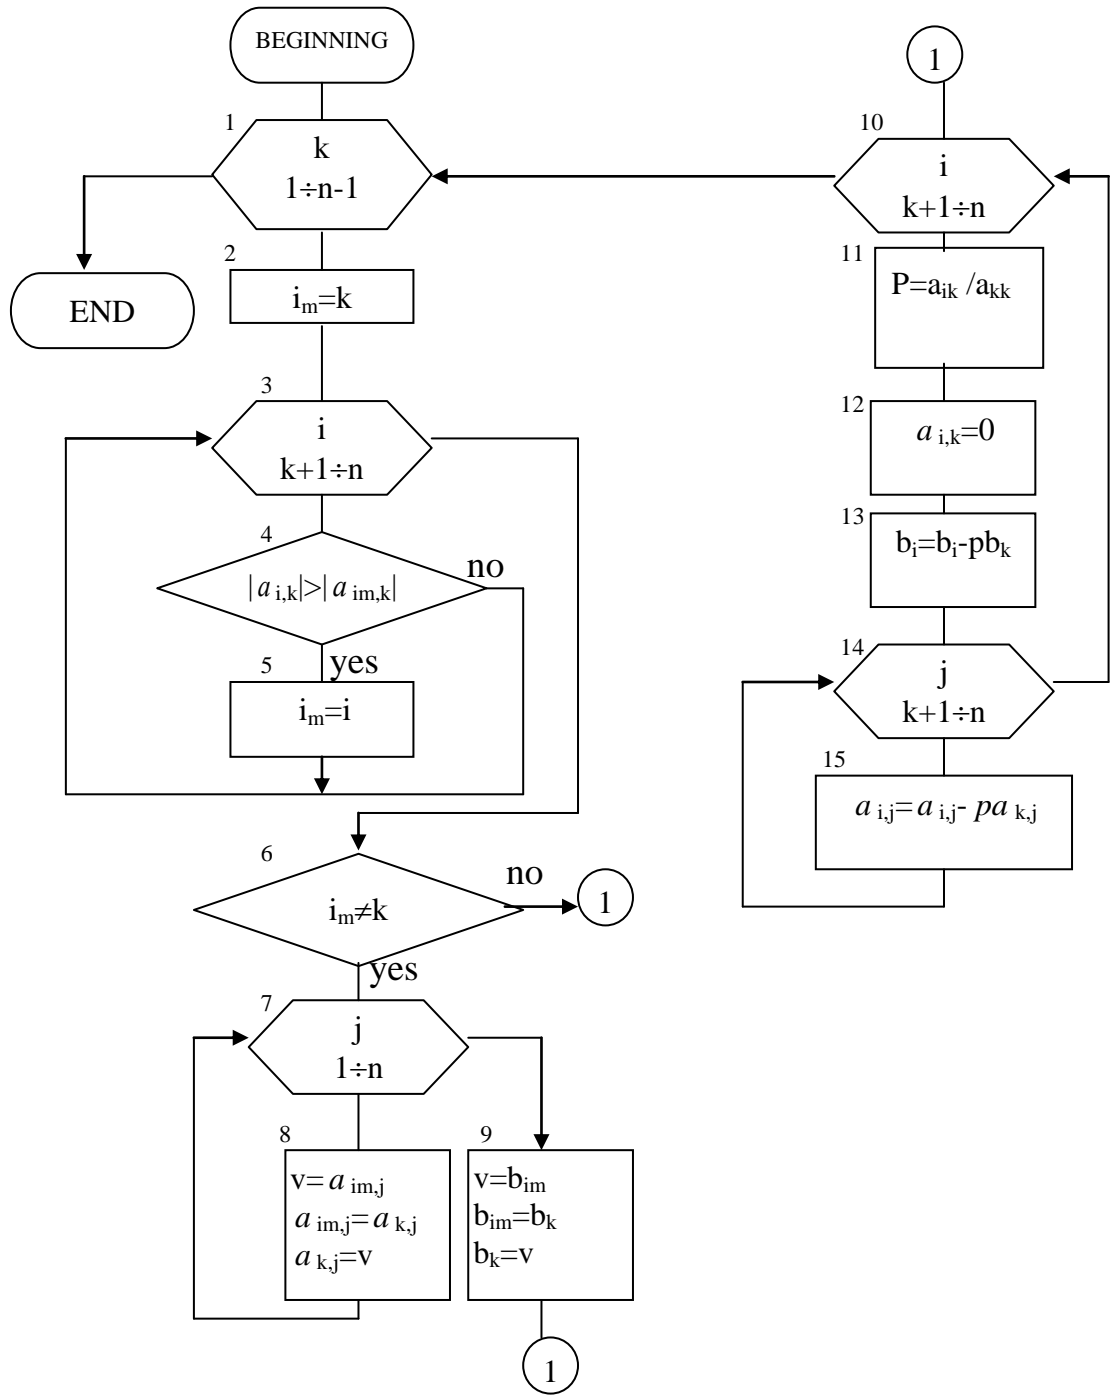 BEGINNING
1
k
1÷n-1
END
2
iₘ=k
3
i
k+1÷n
4
|a i,k|>|a im,k|
no
yes
5
iₘ=i
6
iₘ≠k
no
1
yes
7
j
1÷n
8
v= a im,j
a im,j= a k,j
a k,j=v
9
v=bim
bim=bk
bk=v
1
1
10
i
k+1÷n
11
P=aik /akk
12
a i,k=0
13
bi=bi-pbk
14
j
k+1÷n
15
a i,j= a i,j- pa k,j